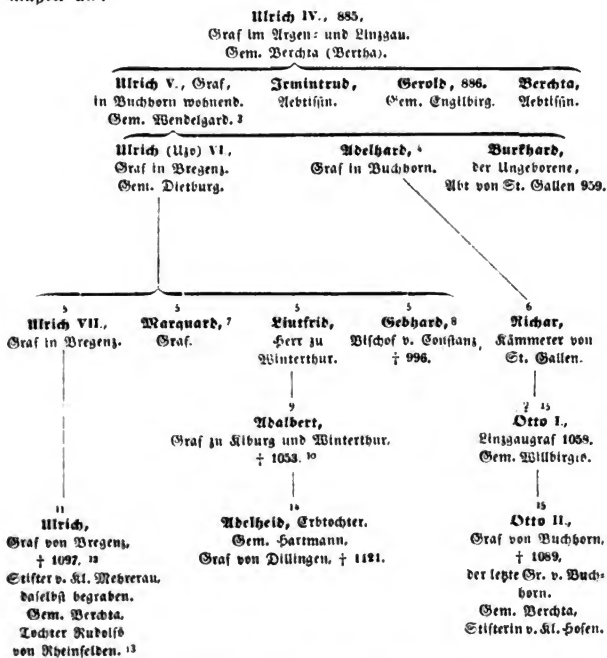 Ulrich IV., 885,
Graf im Argen- und Linzgau.
Gem. Berchta (Bertha).
Ulrich V., Graf,
in Buchhorn wohnend.
Gem. Wendelgard. 3
Irmintrud,
Aebtissin.
Gerold, 886.
Gem. Engilbirg.
Berchta,
Aebtissin.
Ulrich (Uzo) VI.,
Graf in Bregenz.
Gem. Dietburg.
Adelhard, 4
Graf in Buchhorn.
Burkhard,
der Ungeborene,
Abt von St. Gallen 959.
5
Ulrich VII.,
Graf in Bregenz.
5
Marquard, 7
Graf.
5
Liutfrid,
Herr zu
Winterthur.
5
Gebhard, 8
Bischof v. Constanz,
† 996.
6
Richar,
Kämmerer von
St. Gallen.
9
Adalbert,
Graf zu Kiburg und Winterthur.
† 1053. 10
? 15
Otto I.,
Linzgaugraf 1058.
Gem. Willbirgis.
11
Ulrich,
Graf von Bregenz,
† 1097. 12
Stifter v. Kl. Mehrerau,
daselbst begraben.
Gem. Berchta,
Tochter Rudolfs
von Rheinfelden. 13
14
Adelheid, Erbtochter.
Gem. Hartmann,
Graf von Dillingen. † 1121.
15
Otto II.,
Graf von Buchhorn,
† 1089,
der letzte Gr. v. Buch-
horn.
Gem. Berchta,
Stifterin v. Kl. Hofen.